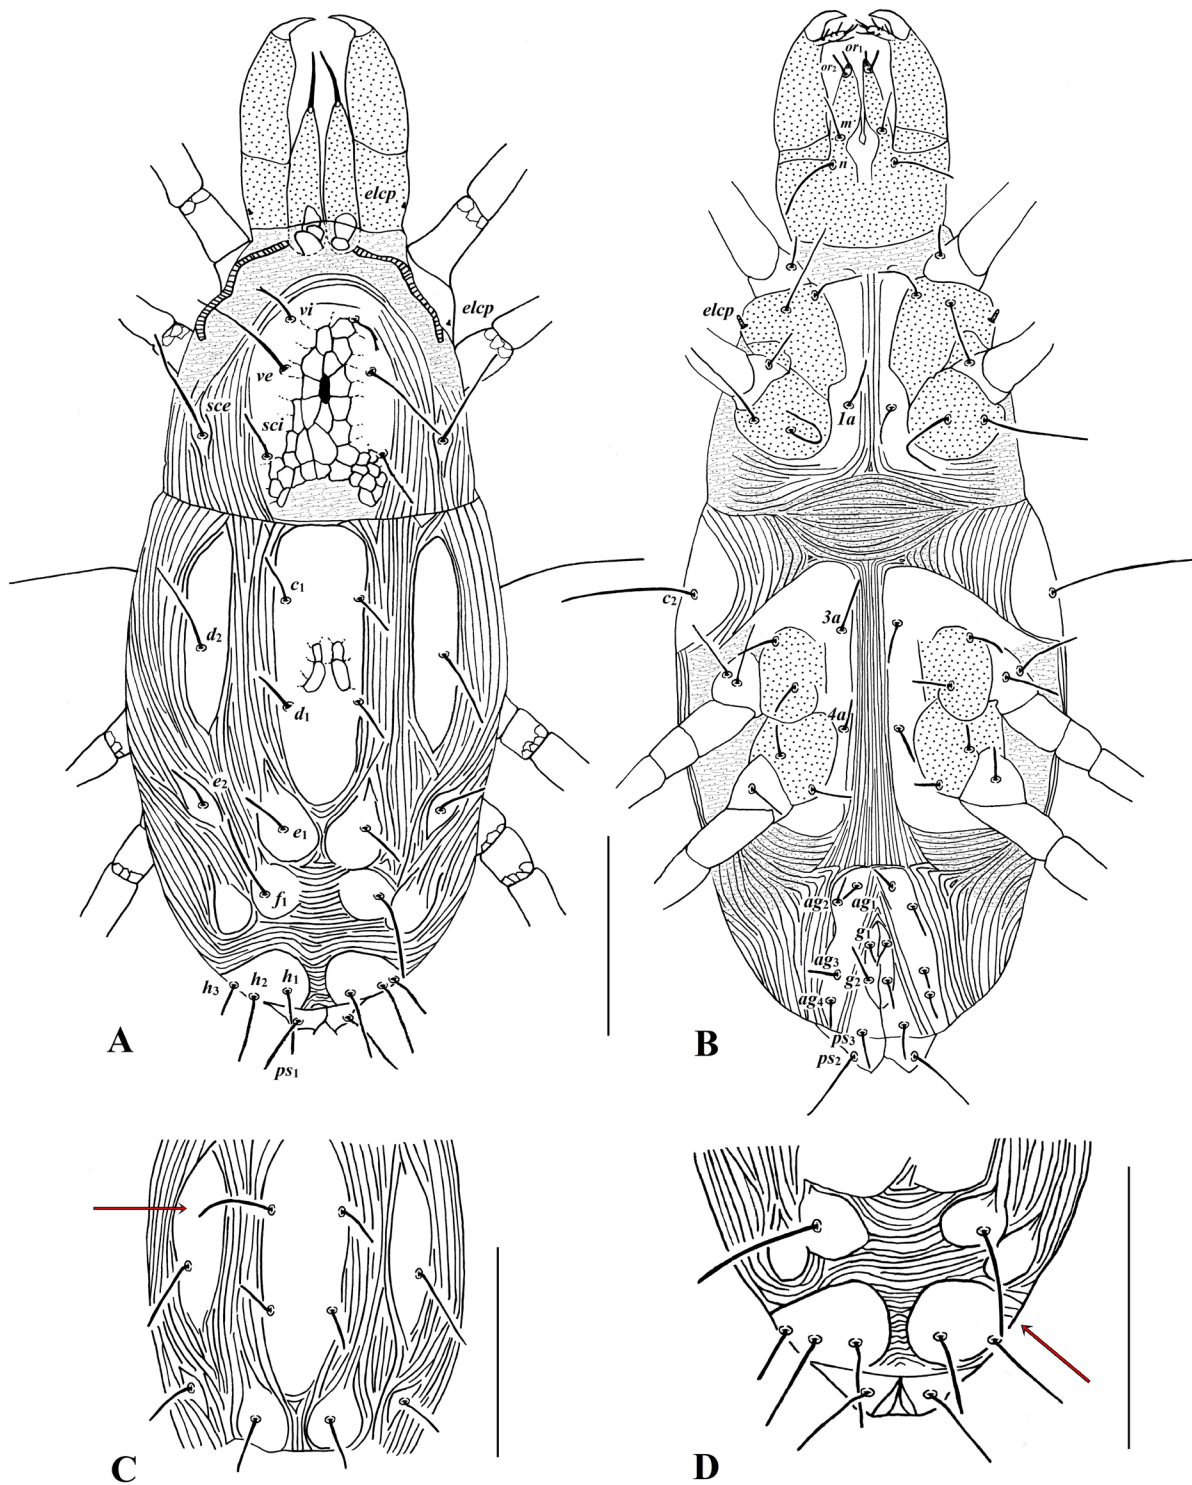 or₁
or₂
m
n
elcp
elcp
elcp
vi
ve
sce
sci
1a
c₁
c₂
d₂
3a
d₁
4a
e₂
e₁
f₁
ag₂
ag₁
g₁
ag₃
g₂
h₃
h₂
h₁
ag₄
ps₃
ps₂
ps₁
A
B
C
D